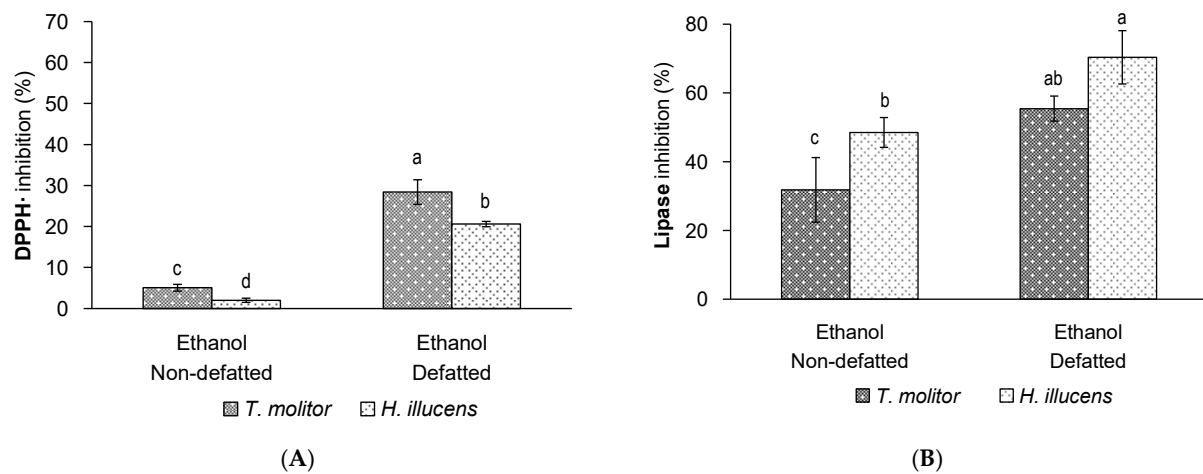 70
60
50
40
30
20
10
0
DPPH· inhibition (%)
c
d
a
b
Ethanol
Non-defatted
Ethanol
Defatted
T. molitor
H. illucens
(A)
80
60
40
20
0
Lipase inhibition (%)
c
b
ab
a
Ethanol
Non-defatted
Ethanol
Defatted
T. molitor
H. illucens
(B)